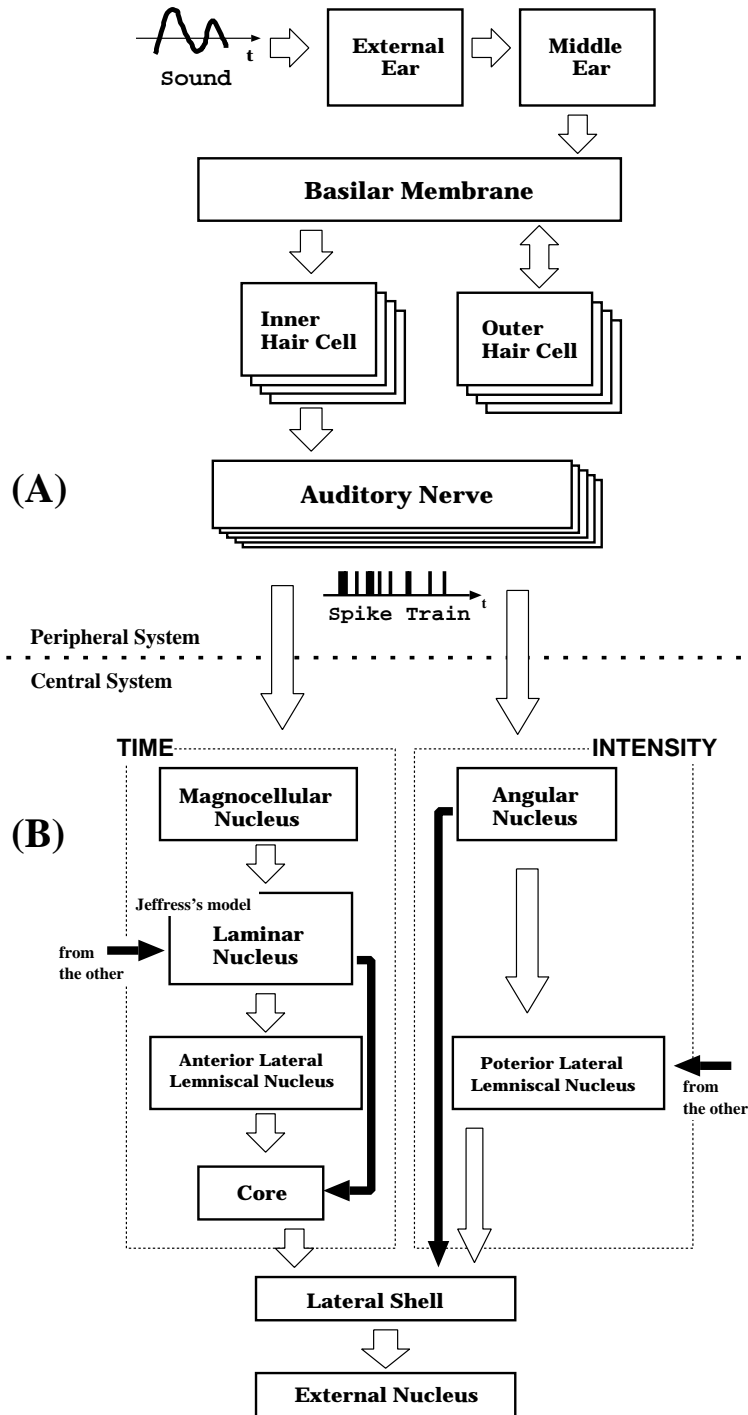 t
Sound
External
Ear
Middle
Ear
Basilar Membrane
Inner
Hair Cell
Outer
Hair Cell
(A)
Auditory Nerve
t
Spike Train
Peripheral System
Central System
TIME
INTENSITY
Magnocellular
Nucleus
Angular
Nucleus
(B)
Jeffress's model
Laminar
Nucleus
from
the other
Anterior Lateral
Lemniscal Nucleus
Poterior Lateral
Lemniscal Nucleus
from
the other
Core
Lateral Shell
External Nucleus